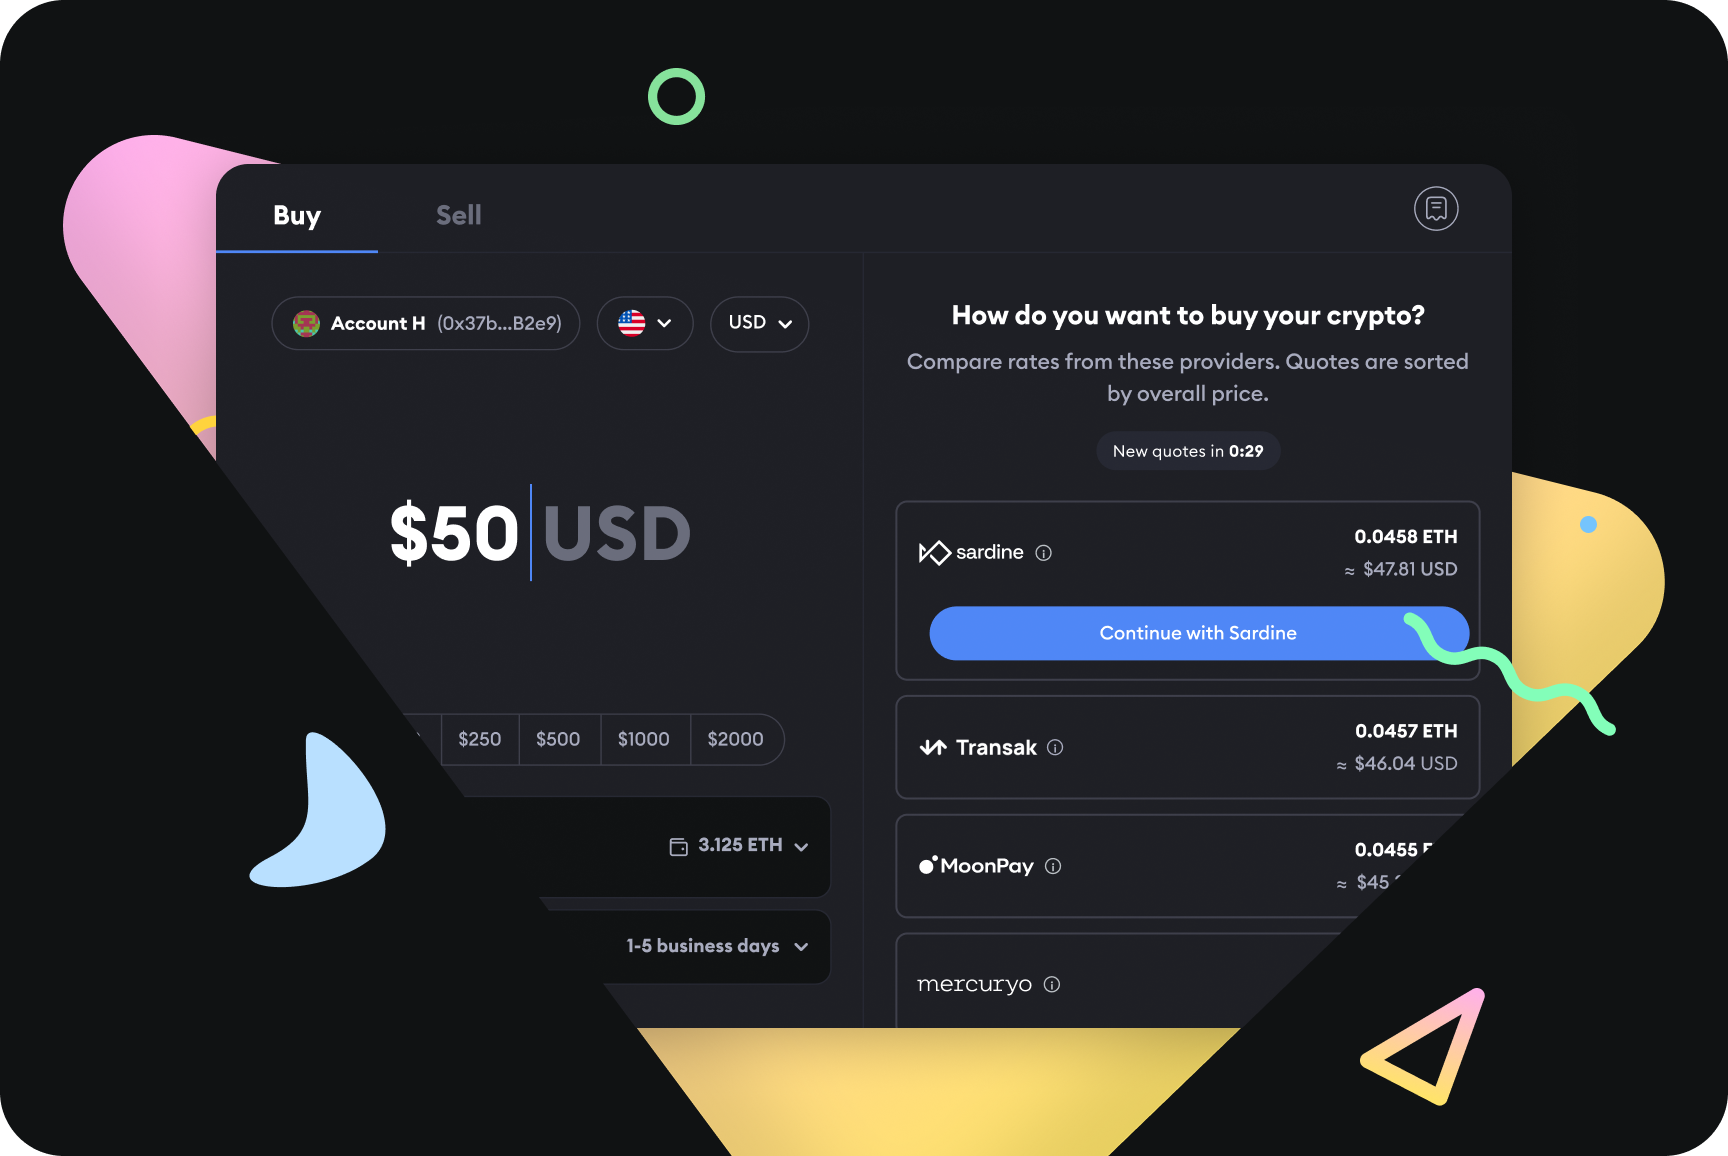 Buy
Sell
Account H (0x37b...B2e9)
USD
$50 USD
$250
$500
$1000
$2000
3.125 ETH
1-5 business days
How do you want to buy your crypto?
Compare rates from these providers. Quotes are sorted
by overall price.
New quotes in 0:29
sardine
0.0458 ETH
≈ $47.81 USD
Continue with Sardine
Transak
0.0457 ETH
≈ $46.04 USD
MoonPay
0.0455
≈ $45
mercuryo